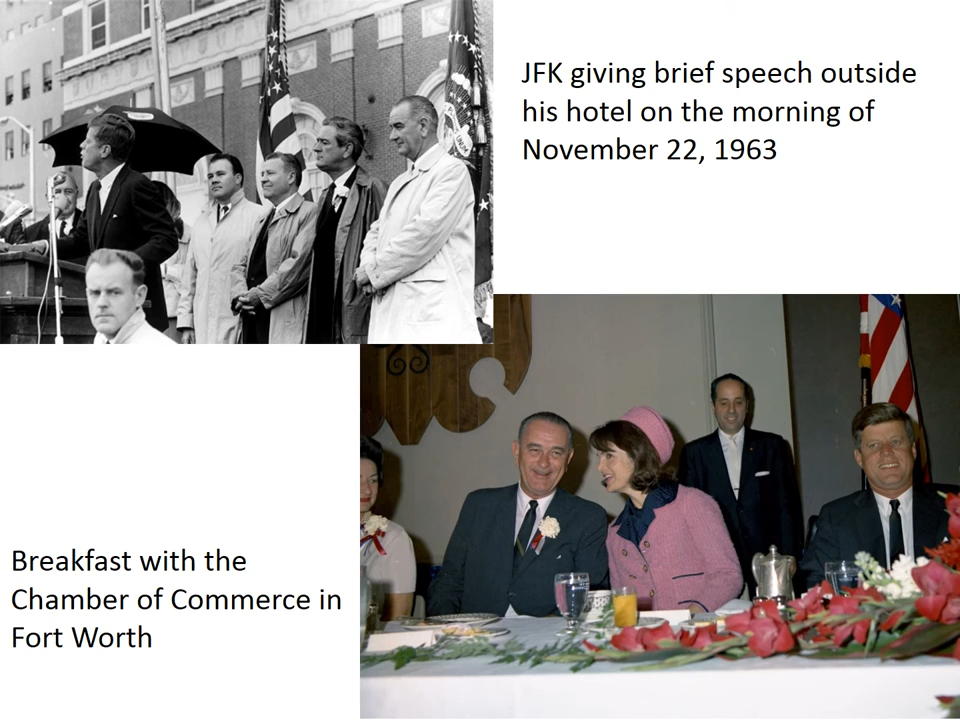 JFK giving brief speech outside
his hotel on the morning of
November 22, 1963
Breakfast with the
Chamber of Commerce in
Fort Worth